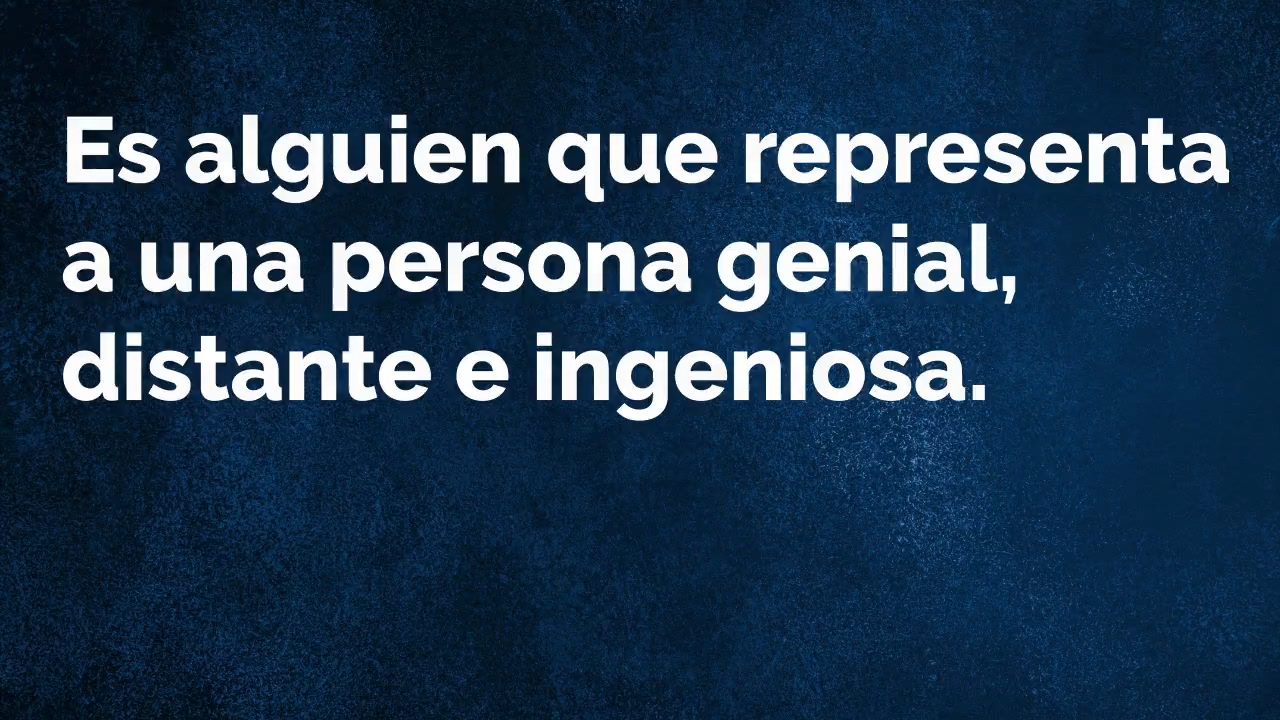 Es alguien que representa
a una persona genial,
distante e ingeniosa.